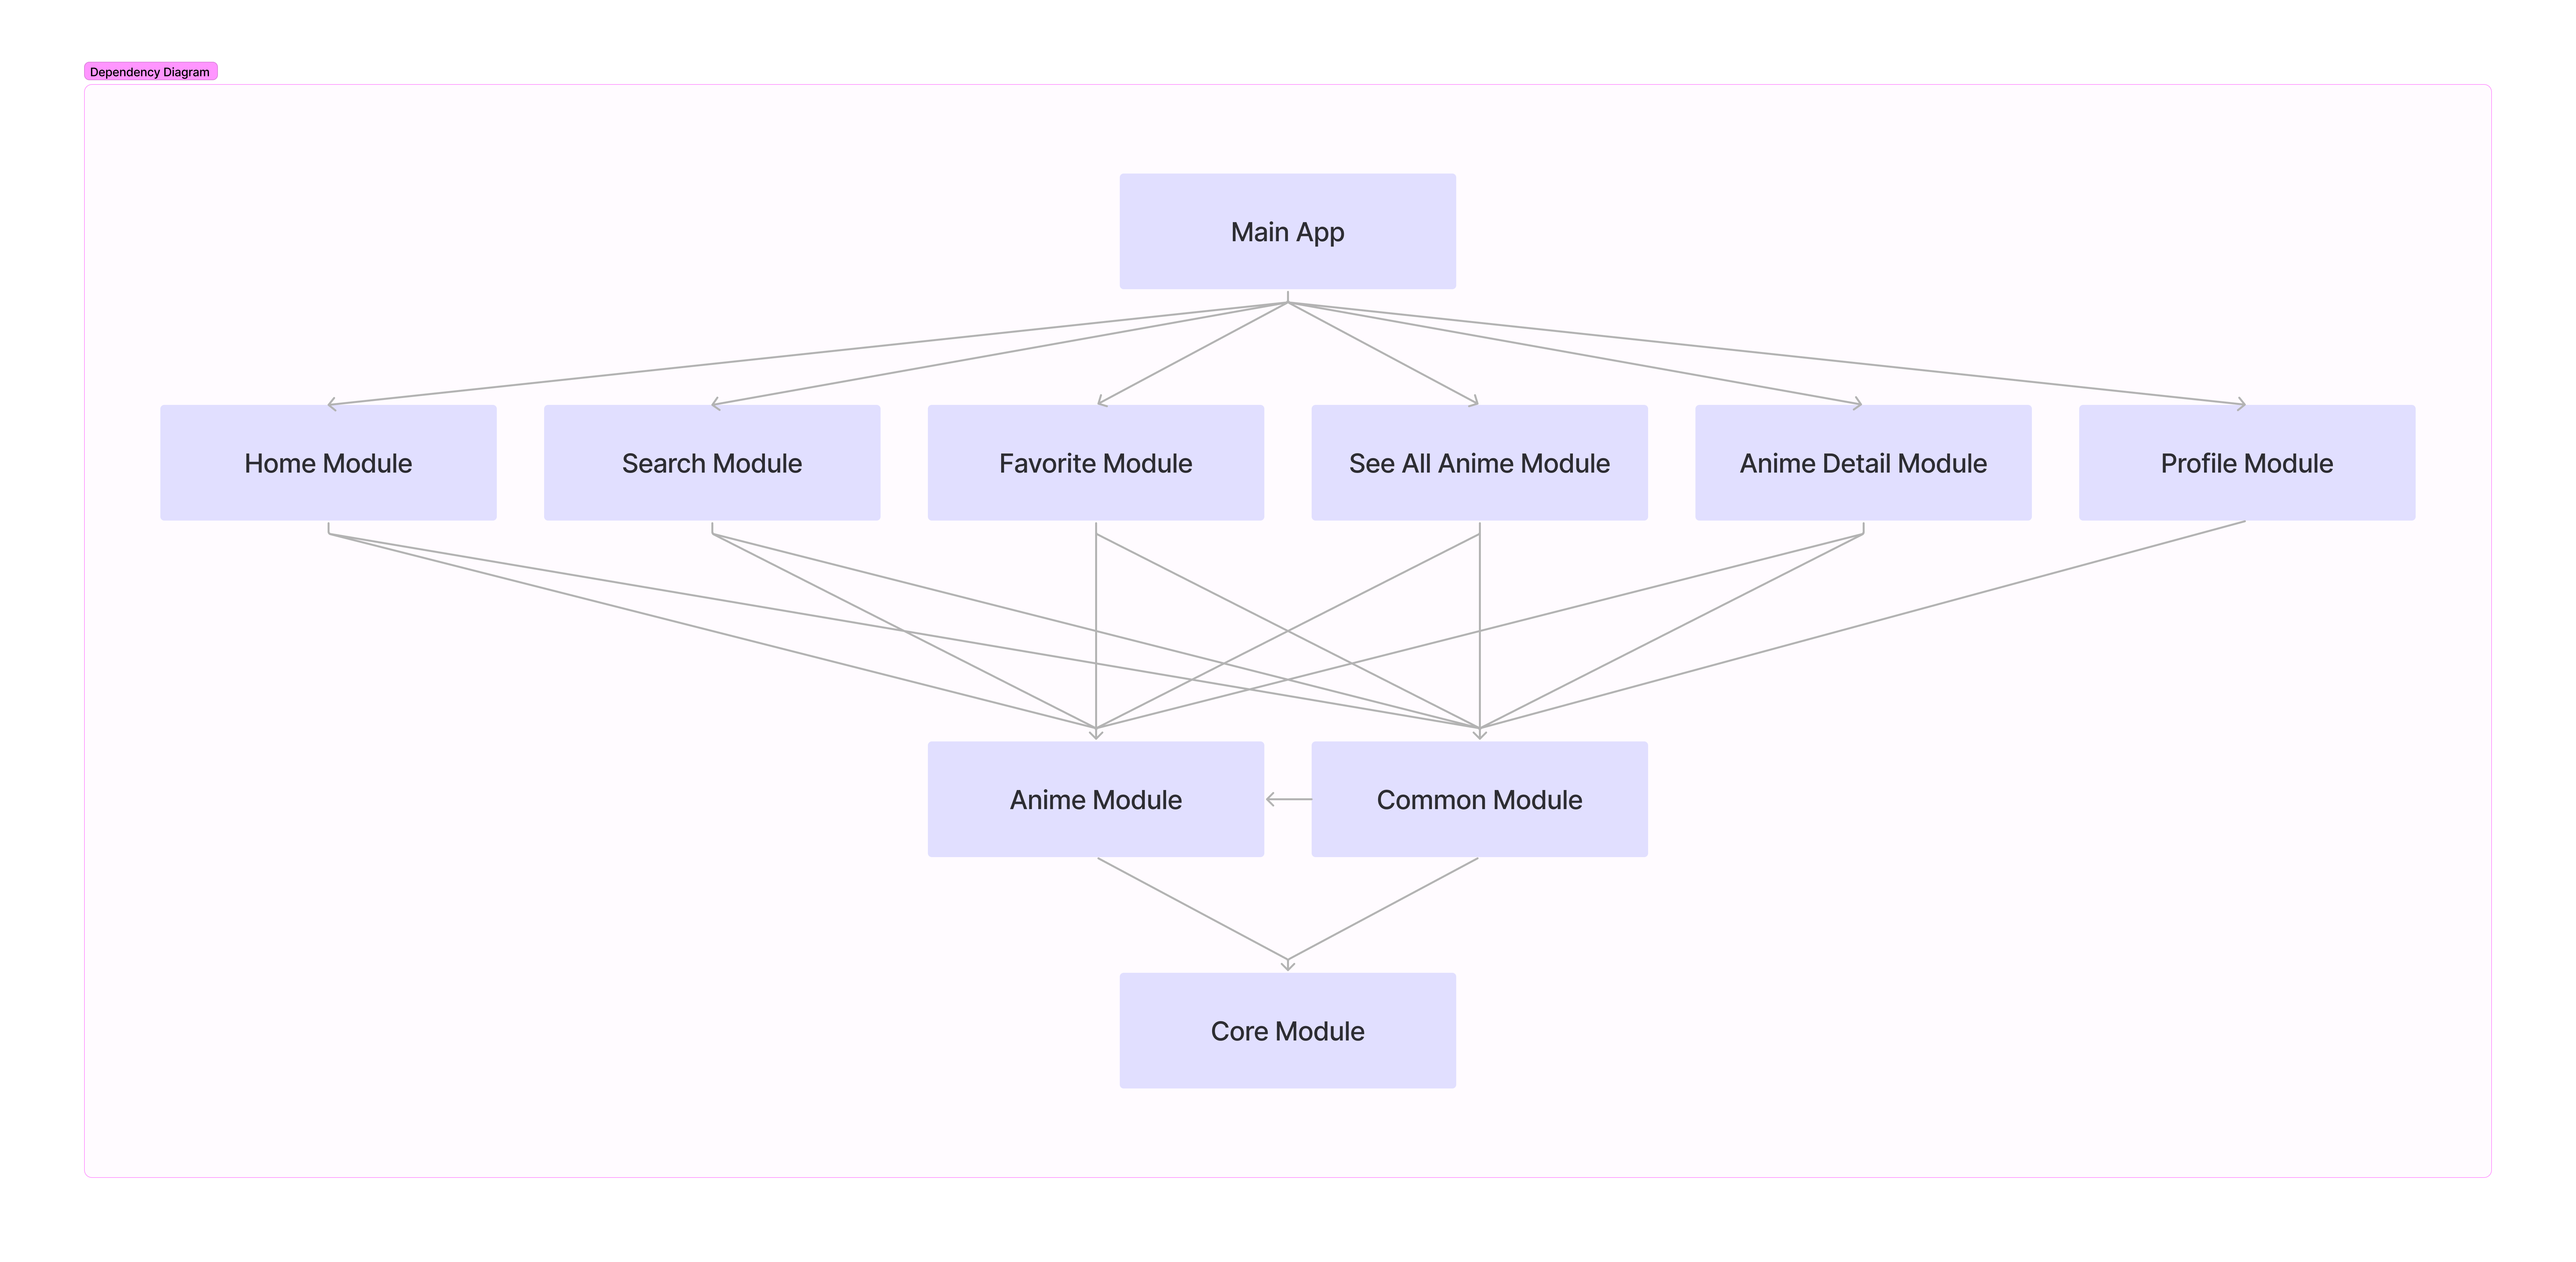 Dependency Diagram
Main App
Home Module
Search Module
Favorite Module
See All Anime Module
Anime Detail Module
Profile Module
Anime Module
Common Module
Core Module